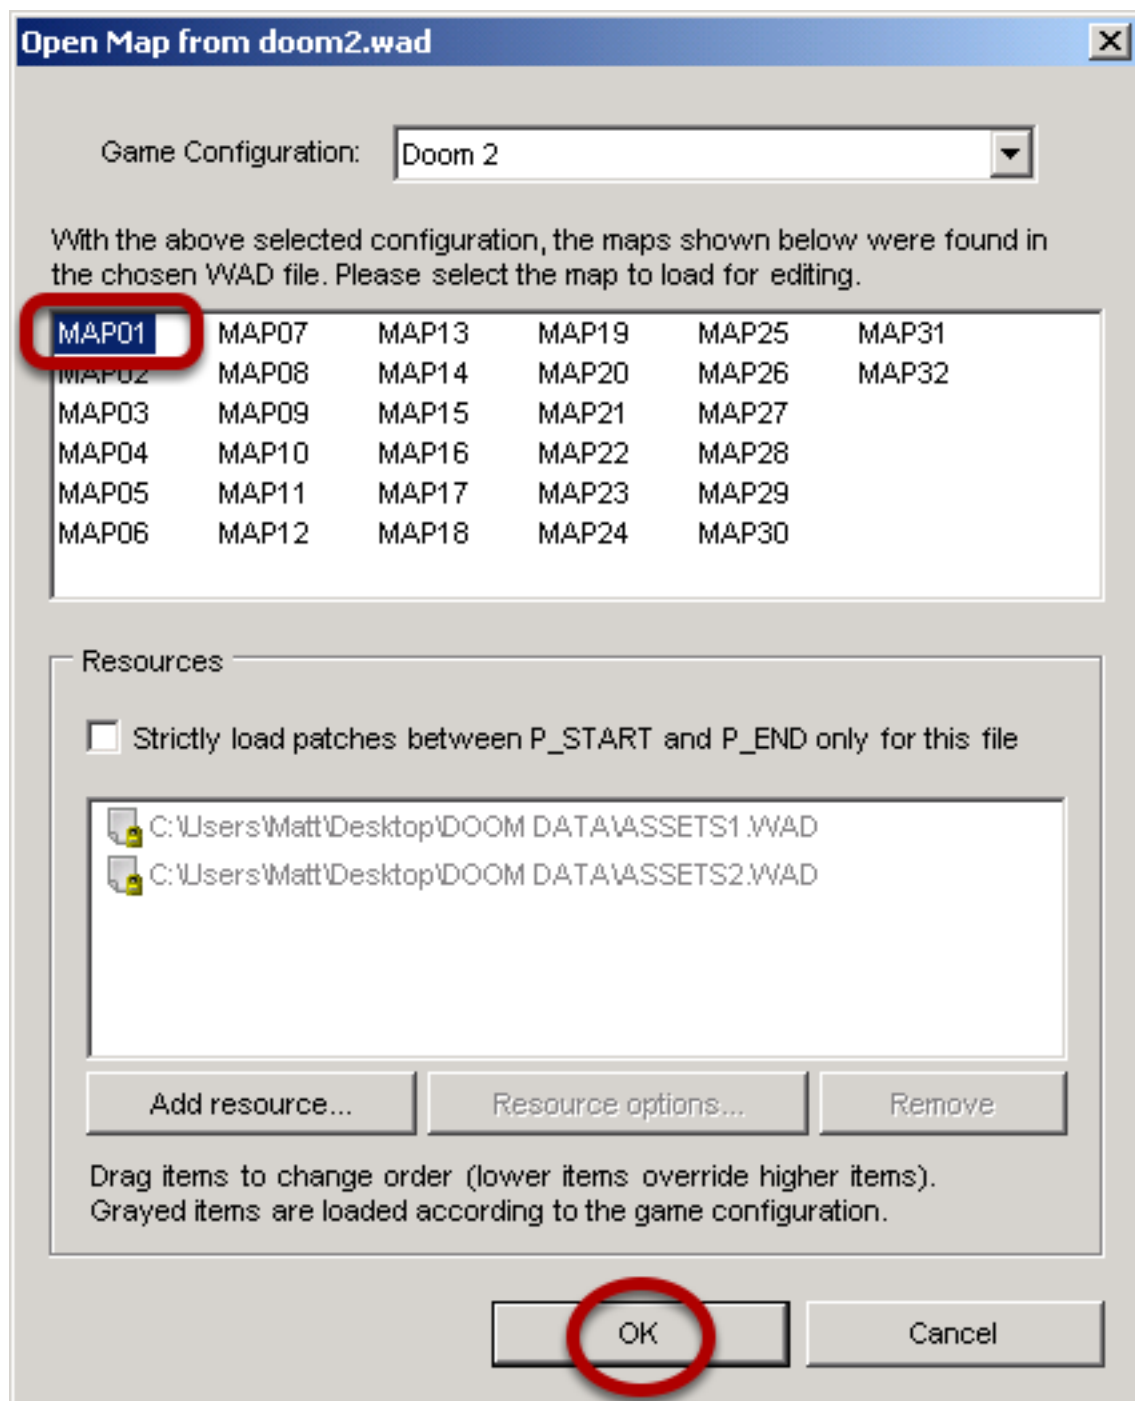 Open Map from doom2.wad
Game Configuration: Doom 2
With the above selected configuration, the maps shown below were found in
the chosen WAD file. Please select the map to load for editing.
MAP01 MAP07 MAP13 MAP19 MAP25 MAP31
MAP02 MAP08 MAP14 MAP20 MAP26 MAP32
MAP03 MAP09 MAP15 MAP21 MAP27
MAP04 MAP10 MAP16 MAP22 MAP28
MAP05 MAP11 MAP17 MAP23 MAP29
MAP06 MAP12 MAP18 MAP24 MAP30
Resources
Strictly load patches between P_START and P_END only for this file
C:\Users\Matt\Desktop\DOOM DATA\ASSETS1.WAD
C:\Users\Matt\Desktop\DOOM DATA\ASSETS2.WAD
Add resource... Resource options... Remove
Drag items to change order (lower items override higher items).
Grayed items are loaded according to the game configuration.
OK Cancel